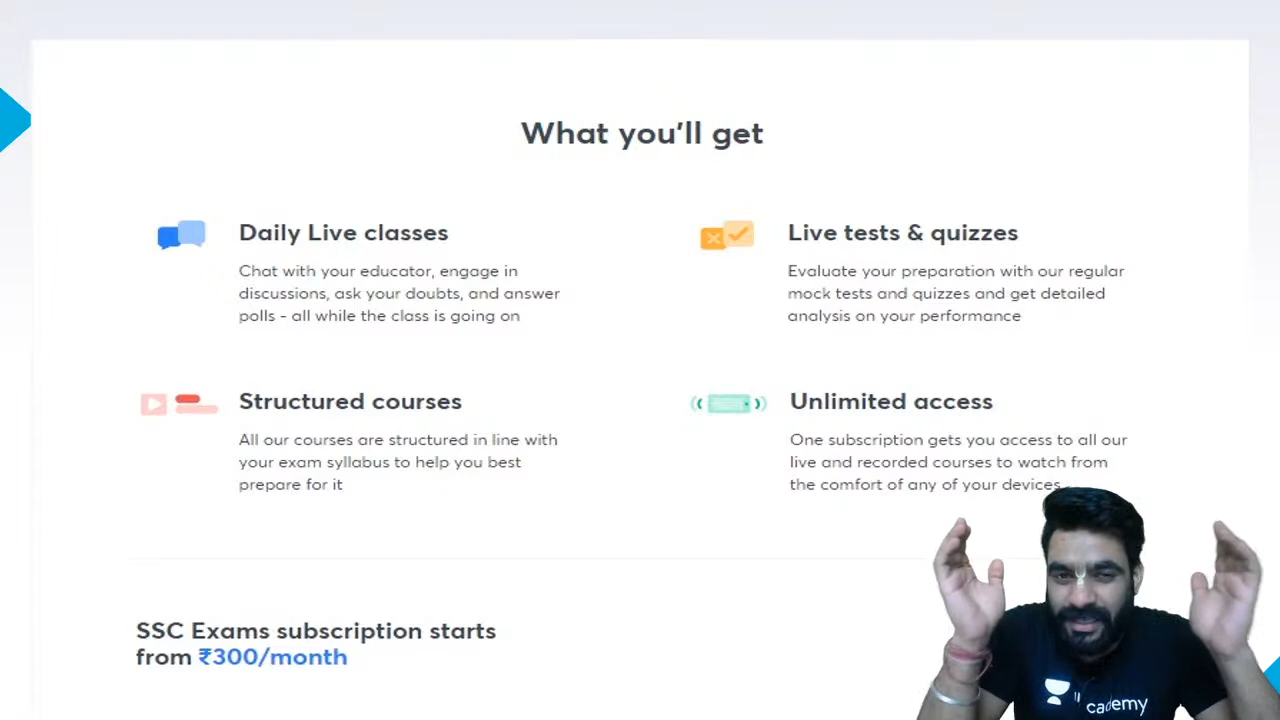 What you'll get
Daily Live classes
Chat with your educator, engage in
discussions, ask your doubts, and answer
polls - all while the class is going on
Live tests & quizzes
Evaluate your preparation with our regular
mock tests and quizzes and get detailed
analysis on your performance
Structured courses
All our courses are structured in line with
your exam syllabus to help you best
prepare for it
Unlimited access
One subscription gets you access to all our
live and recorded courses to watch from
the comfort of any of your devices
SSC Exams subscription starts
from ₹300/month